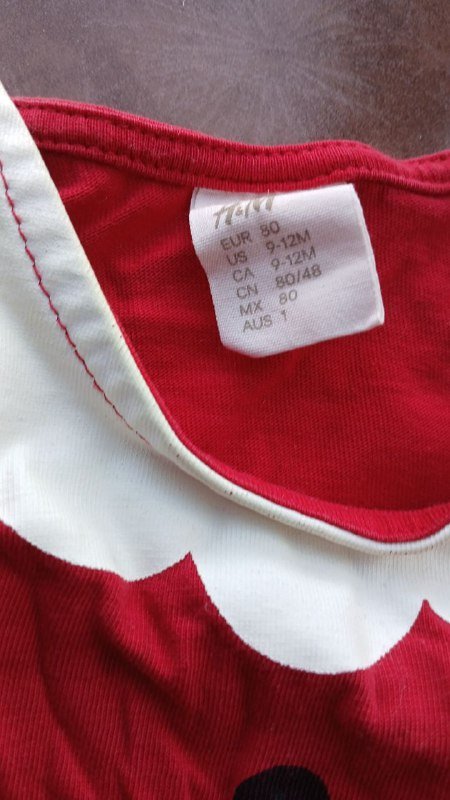 H&M
EUR 80
US 9-12M
CA 9-12M
CN 80/48
MX 80
AUS 1